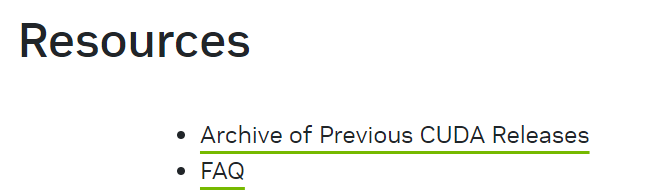 Resources
Archive of Previous CUDA Releases
FAQ